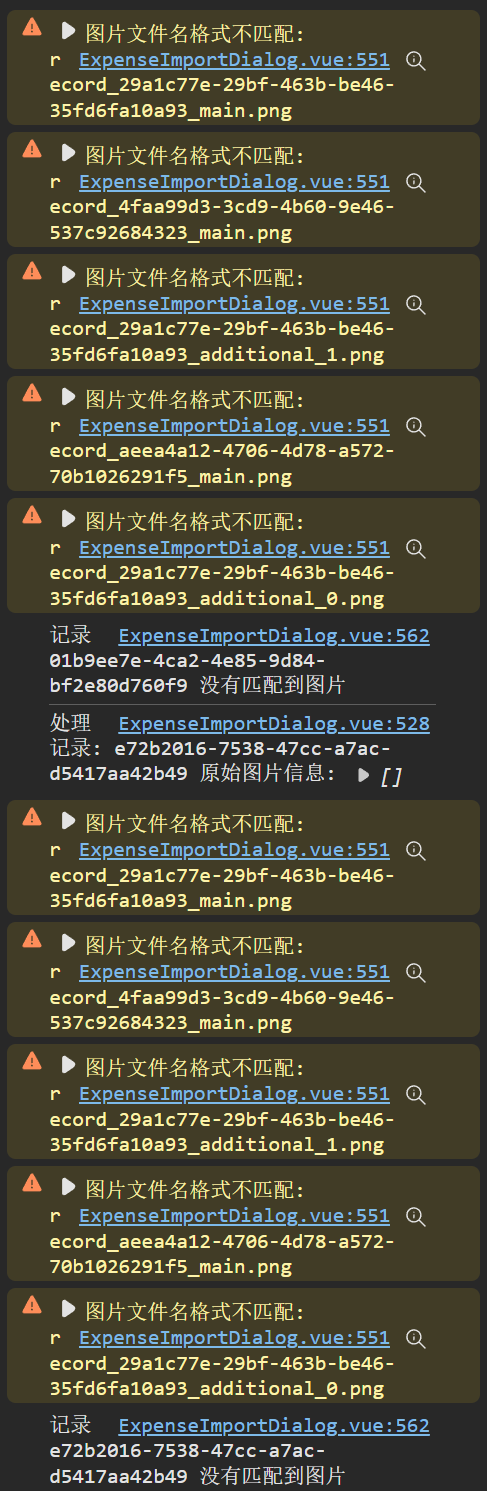 图片文件名格式不匹配:
r ExpenseImportDialog.vue:551
ecord_29a1c77e-29bf-463b-be46-
35fd6fa10a93_main.png
图片文件名格式不匹配:
r ExpenseImportDialog.vue:551
ecord_4faa99d3-3cd9-4b60-9e46-
537c92684323_main.png
图片文件名格式不匹配:
r ExpenseImportDialog.vue:551
ecord_29a1c77e-29bf-463b-be46-
35fd6fa10a93_additional_1.png
图片文件名格式不匹配:
r ExpenseImportDialog.vue:551
ecord_aeea4a12-4706-4d78-a572-
70b1026291f5_main.png
图片文件名格式不匹配:
r ExpenseImportDialog.vue:551
ecord_29a1c77e-29bf-463b-be46-
35fd6fa10a93_additional_0.png
记录 ExpenseImportDialog.vue:562
01b9ee7e-4ca2-4e85-9d84-
bf2e80d760f9 没有匹配到图片
处理 ExpenseImportDialog.vue:528
记录: e72b2016-7538-47cc-a7ac-
d5417aa42b49 原始图片信息: []
图片文件名格式不匹配:
r ExpenseImportDialog.vue:551
ecord_29a1c77e-29bf-463b-be46-
35fd6fa10a93_main.png
图片文件名格式不匹配:
r ExpenseImportDialog.vue:551
ecord_4faa99d3-3cd9-4b60-9e46-
537c92684323_main.png
图片文件名格式不匹配:
r ExpenseImportDialog.vue:551
ecord_29a1c77e-29bf-463b-be46-
35fd6fa10a93_additional_1.png
图片文件名格式不匹配:
r ExpenseImportDialog.vue:551
ecord_aeea4a12-4706-4d78-a572-
70b1026291f5_main.png
图片文件名格式不匹配:
r ExpenseImportDialog.vue:551
ecord_29a1c77e-29bf-463b-be46-
35fd6fa10a93_additional_0.png
记录 ExpenseImportDialog.vue:562
e72b2016-7538-47cc-a7ac-
d5417aa42b49 没有匹配到图片